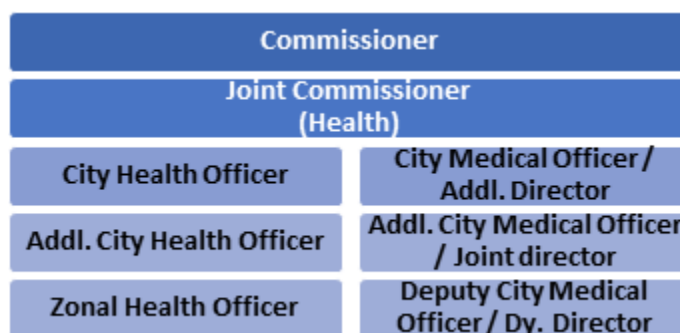 Commissioner
Joint Commissioner
(Health)
City Health Officer
City Medical Officer /
Addl. Director
Addl. City Health Officer
Addl. City Medical Officer
/ Joint director
Zonal Health Officer
Deputy City Medical
Officer / Dy. Director